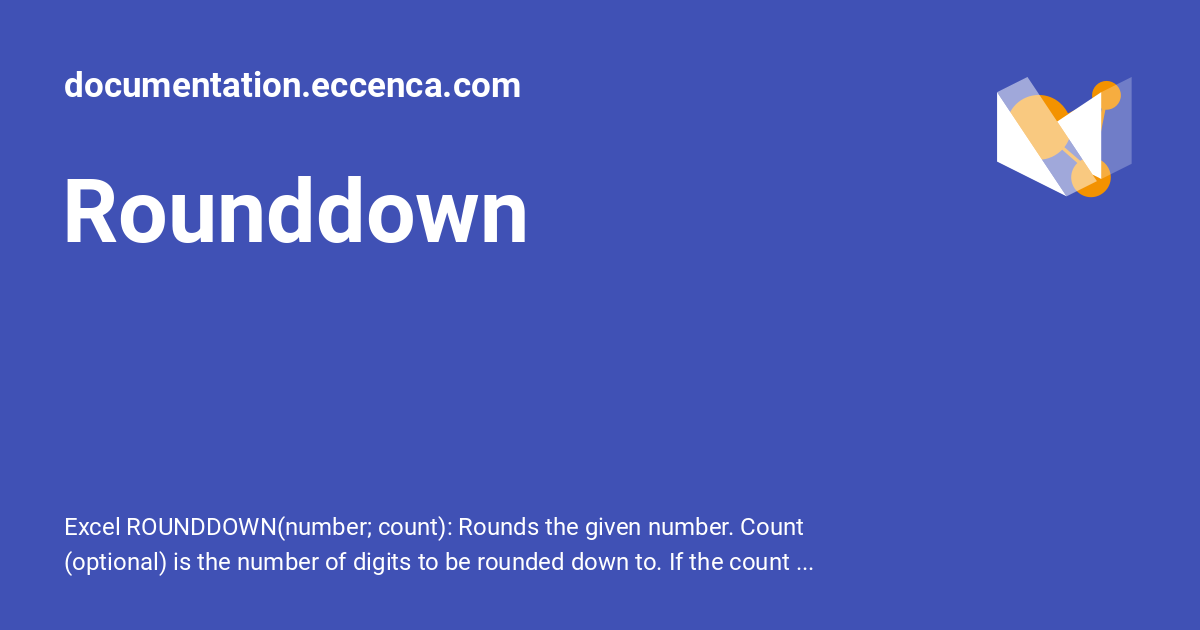 documentation.eccenca.com
Rounddown
Excel ROUNDDOWN(number; count): Rounds the given number. Count
(optional) is the number of digits to be rounded down to. If the count ...